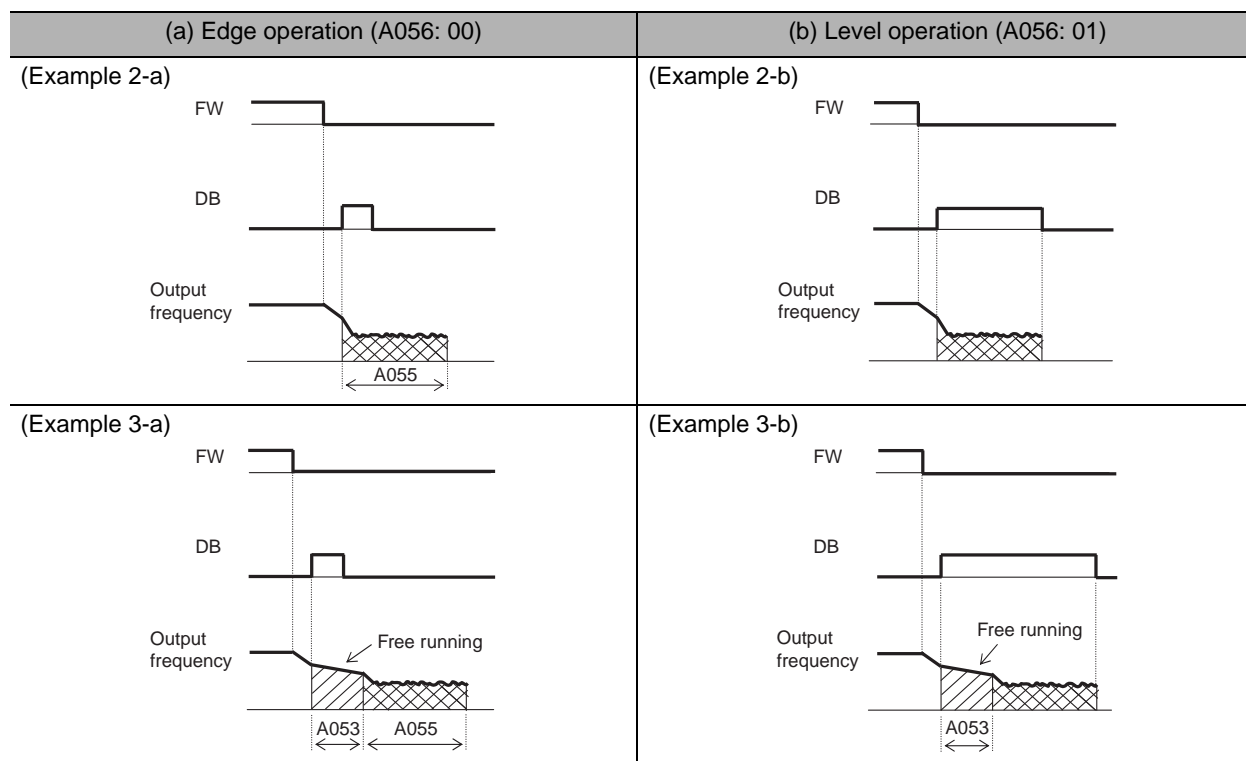 (a) Edge operation (A056: 00)
(b) Level operation (A056: 01)
(Example 2-a)
FW
DB
Output
frequency
A055
(Example 2-b)
FW
DB
Output
frequency
(Example 3-a)
FW
DB
Output
frequency
Free running
A053
A055
(Example 3-b)
FW
DB
Output
frequency
Free running
A053